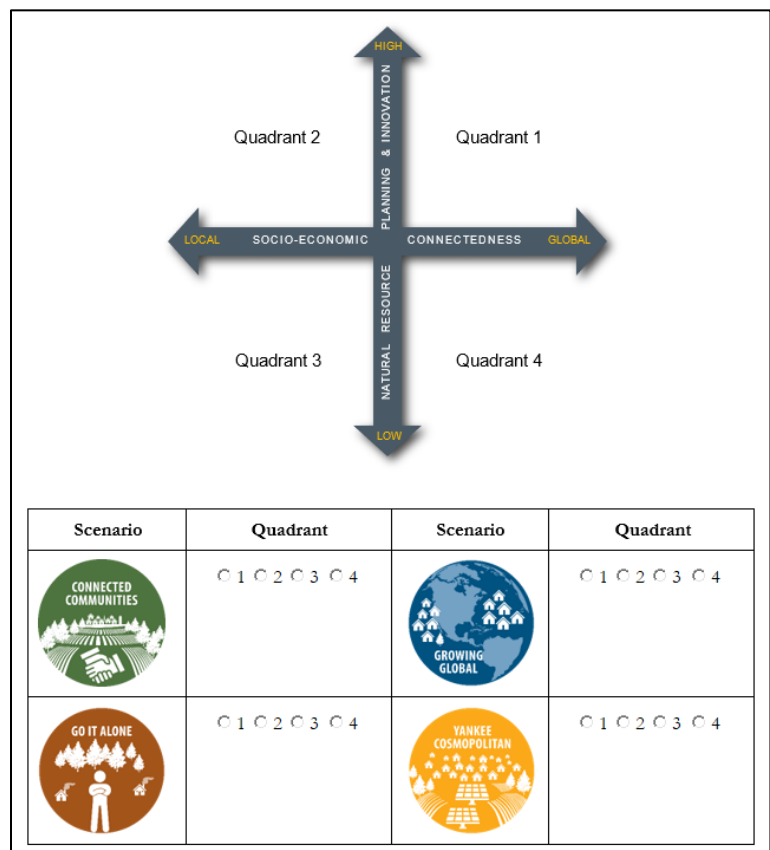 HIGH
PLANNING & INNOVATION
Quadrant 2
Quadrant 1
LOCAL SOCIO-ECONOMIC CONNECTEDNESS GLOBAL
NATURAL RESOURCE
Quadrant 3
Quadrant 4
LOW
Scenario Quadrant Scenario Quadrant
CONNECTED
COMMUNITIES
1 2 3 4
GROWING
GLOBAL
1 2 3 4
GO IT ALONE
1 2 3 4
YANKEE
COSMOPOLITAN
1 2 3 4